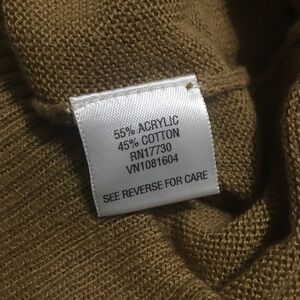 55% ACRYLIC
45% COTTON
RN17730
VN1081604
SEE REVERSE FOR CARE